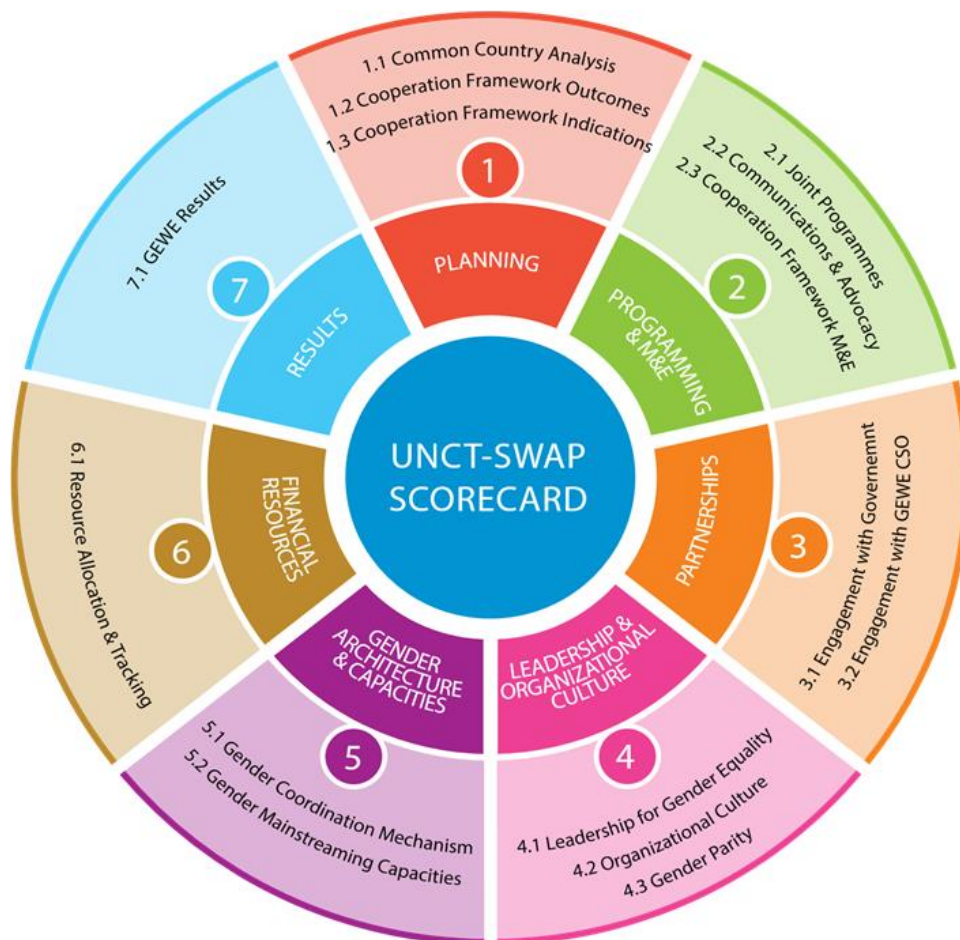 UNCT-SWAP
SCORECARD
1
PLANNING
1.1 Common Country Analysis
1.2 Cooperation Framework Outcomes
1.3 Cooperation Framework Indications
2
PROGRAMMING
& M&E
2.1 Joint Programmes
2.2 Communications & Advocacy
2.3 Cooperation Framework M&E
3
PARTNERSHIPS
3.1 Engagement with Governemnt
3.2 Engagement with GEWE CSO
4
LEADERSHIP &
ORGANIZATIONAL
CULTURE
4.1 Leadership for Gender Equality
4.2 Organizational Culture
4.3 Gender Parity
5
GENDER
ARCHITECTURE
& CAPACITIES
5.1 Gender Coordination Mechanism
5.2 Gender Mainstreaming Capacities
6
FINANCIAL
RESOURCES
6.1 Resource Allocation & Tracking
7
RESULTS
7.1 GEWE Results